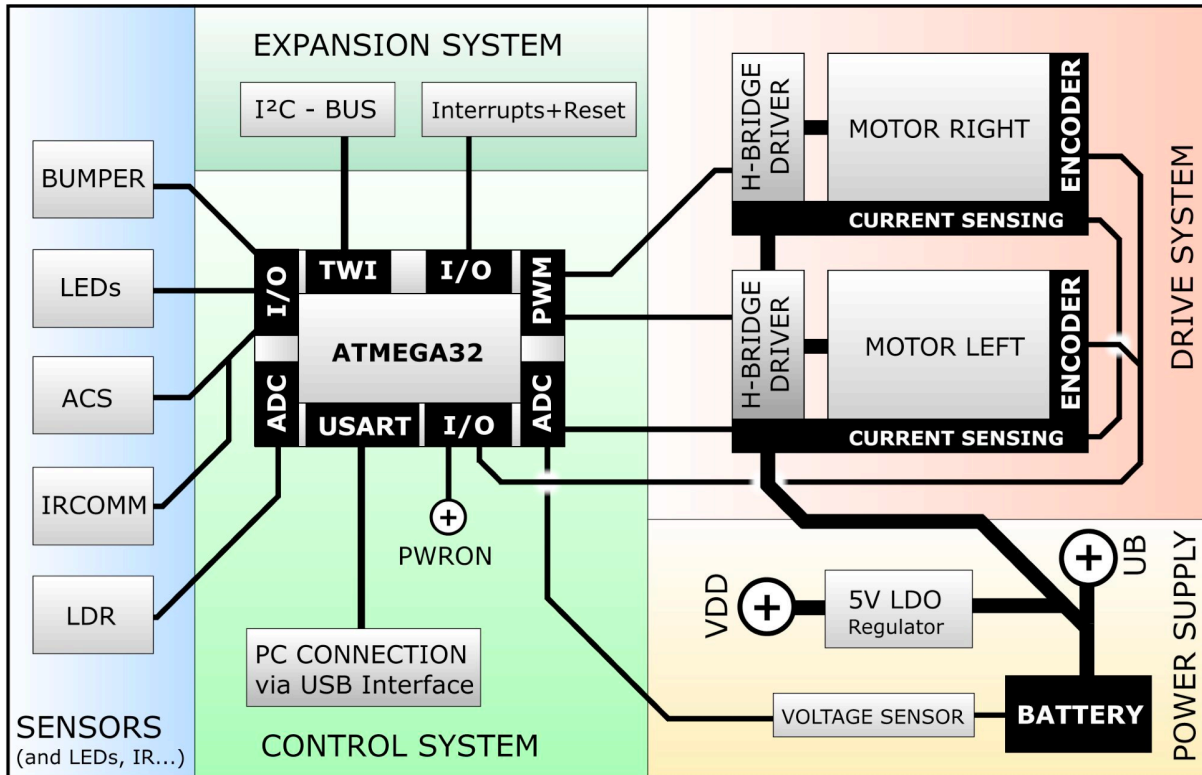 EXPANSION SYSTEM
I²C - BUS
Interrupts+Reset
BUMPER
LEDs
ACS
IRCOMM
LDR
SENSORS
(and LEDs, IR...)
I/O
TWI
I/O
PWM
ATMEGA32
ADC
USART
I/O
ADC
PWRON
PC CONNECTION
via USB Interface
CONTROL SYSTEM
H-BRIDGE
DRIVER
MOTOR RIGHT
ENCODER
CURRENT SENSING
H-BRIDGE
DRIVER
MOTOR LEFT
ENCODER
CURRENT SENSING
DRIVE SYSTEM
VDD
5V LDO
Regulator
UB
VOLTAGE SENSOR
BATTERY
POWER SUPPLY